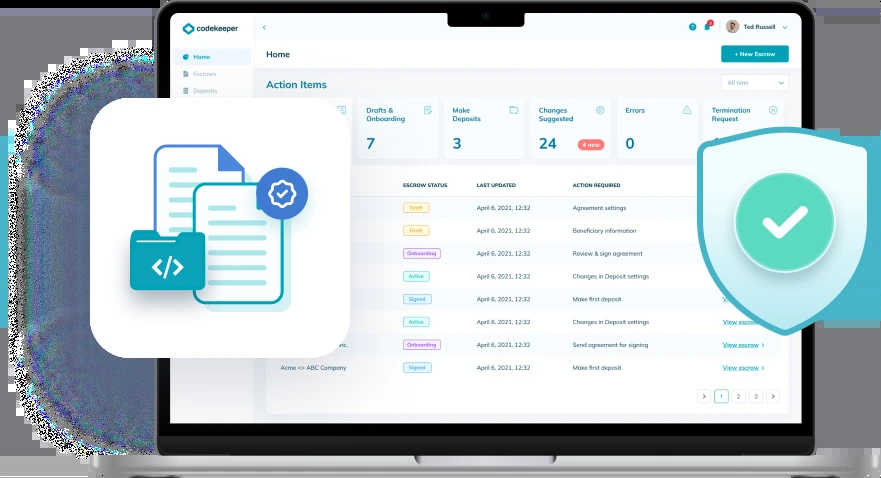 codekeeper
Ted Russell
Home
Home
+ New Escrow
Escrows
Deposits
Action Items
All time
Drafts & Onboarding
7
Make Deposits
3
Changes Suggested
24
4 new
Errors
0
Termination Request
ESCROW STATUS
LAST UPDATED
ACTION REQUIRED
Draft
April 6, 2021, 12:32
Agreement settings
Draft
April 6, 2021, 12:32
Beneficiary information
Onboarding
April 6, 2021, 12:32
Review & sign agreement
Active
April 6, 2021, 12:32
Changes in Deposit settings
Signed
April 6, 2021, 12:32
Make first deposit
Active
April 6, 2021, 12:32
Changes in Deposit settings
View escrow
nc.
Onboarding
April 6, 2021, 12:32
Send agreement for signing
View escrow
Acme <> ABC Company
Signed
April 6, 2021, 12:32
Make first deposit
View escrow
1
2
3
</>